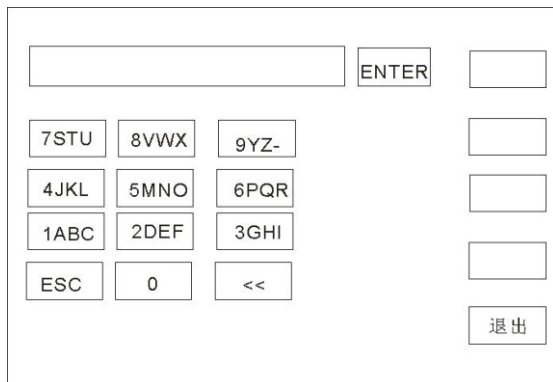 ENTER
7STU 8VWX 9YZ-
4JKL 5MNO 6PQR
1ABC 2DEF 3GHI
ESC 0 <<
退出